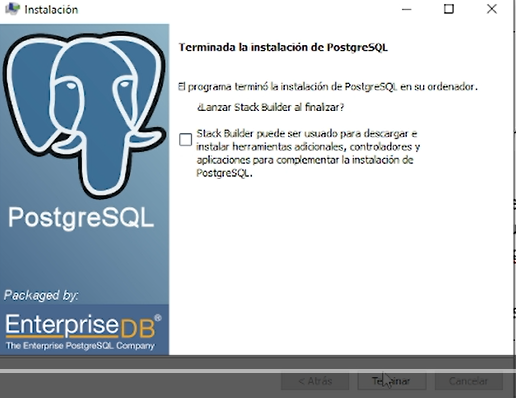 Instalación
Terminada la instalación de PostgreSQL
El programa terminó la instalación de PostgreSQL en su ordenador.
¿Lanzar Stack Builder al finalizar?
Stack Builder puede ser usado para descargar e
instalar herramientas adicionales, controladores y
aplicaciones para complementar la instalación de
PostgreSQL.
PostgreSQL
Packaged by:
EnterpriseDB®
The Enterprise PostgreSQL Company
< Atrás
Terminar
Cancelar